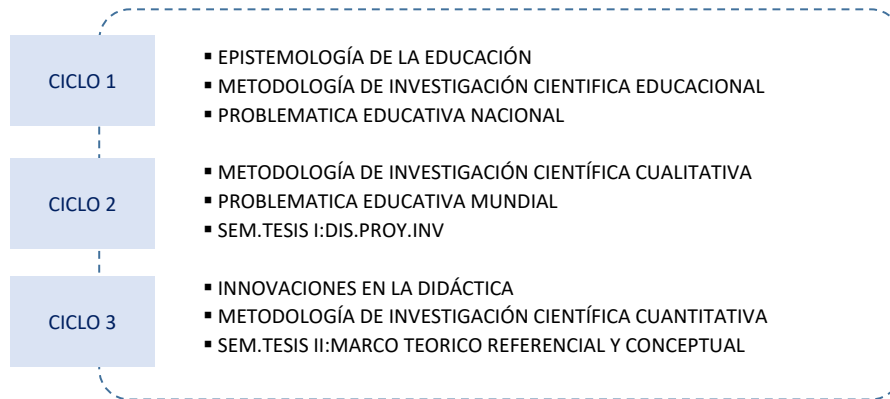 CICLO 1
▪ EPISTEMOLOGÍA DE LA EDUCACIÓN
▪ METODOLOGÍA DE INVESTIGACIÓN CIENTIFICA EDUCACIONAL
▪ PROBLEMATICA EDUCATIVA NACIONAL
CICLO 2
▪ METODOLOGÍA DE INVESTIGACIÓN CIENTÍFICA CUALITATIVA
▪ PROBLEMATICA EDUCATIVA MUNDIAL
▪ SEM.TESIS I:DIS.PROY.INV
CICLO 3
▪ INNOVACIONES EN LA DIDÁCTICA
▪ METODOLOGÍA DE INVESTIGACIÓN CIENTÍFICA CUANTITATIVA
▪ SEM.TESIS II:MARCO TEORICO REFERENCIAL Y CONCEPTUAL